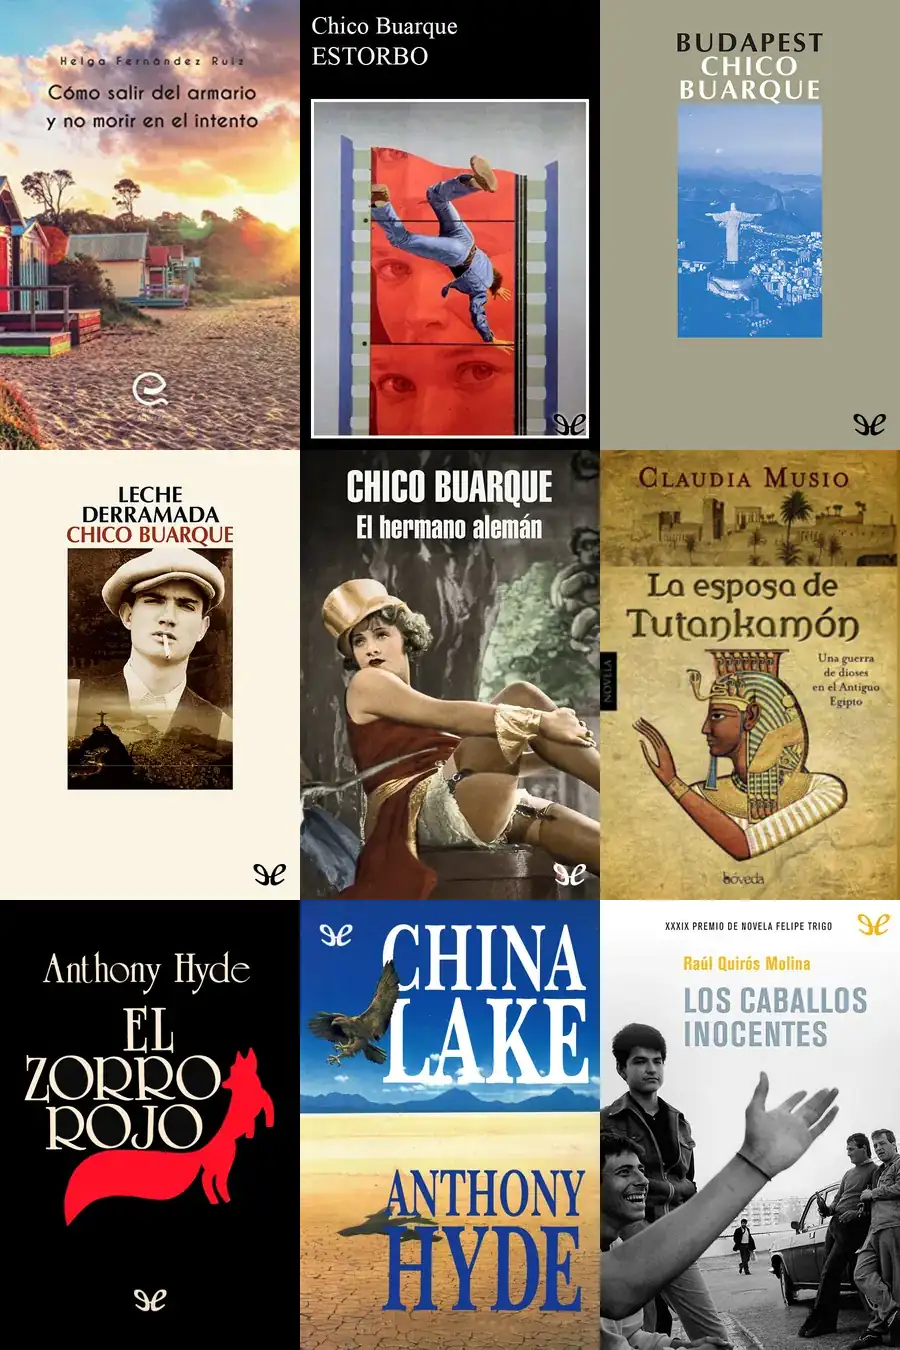 Helga Fernández Ruiz
Cómo salir del armario
y no morir en el intento
Chico Buarque
ESTORBO
BUDAPEST
CHICO
BUARQUE
LECHE
DERRAMADA
CHICO BUARQUE
CHICO BUARQUE
El hermano alemán
CLAUDIA MUSIO
La esposa de
Tutankamón
Una guerra
de dioses
en el Antiguo
Egipto
NOVELA
bóveda
Anthony Hyde
EL
ZORRO
ROJO
CHINA
LAKE
ANTHONY
HYDE
XXXIX PREMIO DE NOVELA FELIPE TRIGO
Raúl Quirós Molina
LOS CABALLOS
INOCENTES